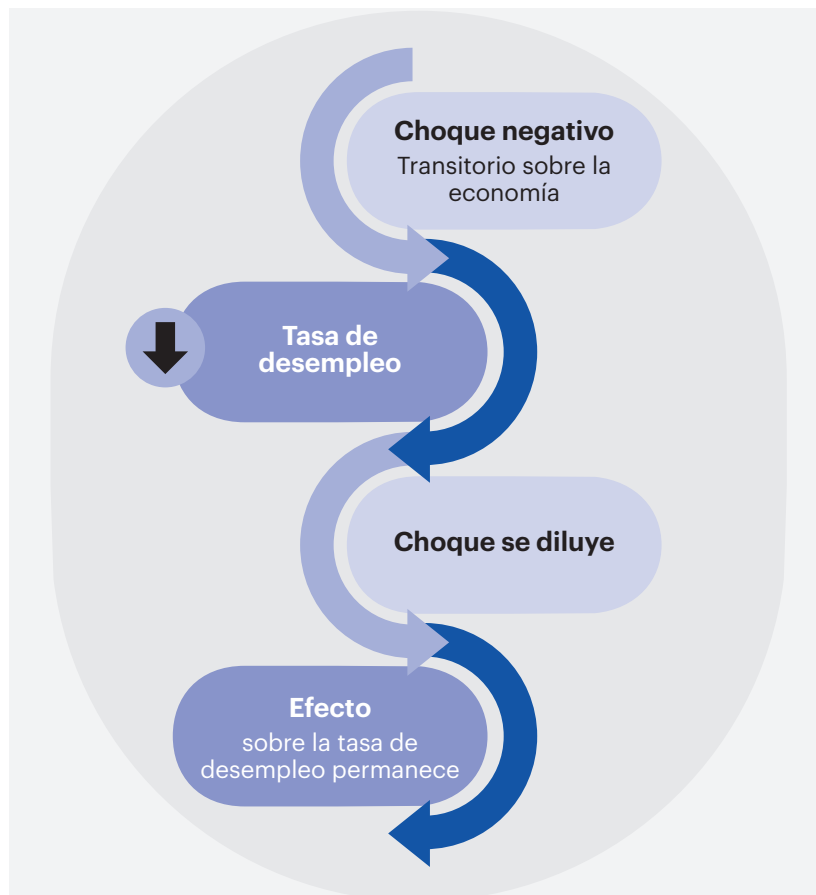 Choque negativo
Transitorio sobre la
economía
Tasa de
desempleo
Choque se diluye
Efecto
sobre la tasa de
desempleo permanece